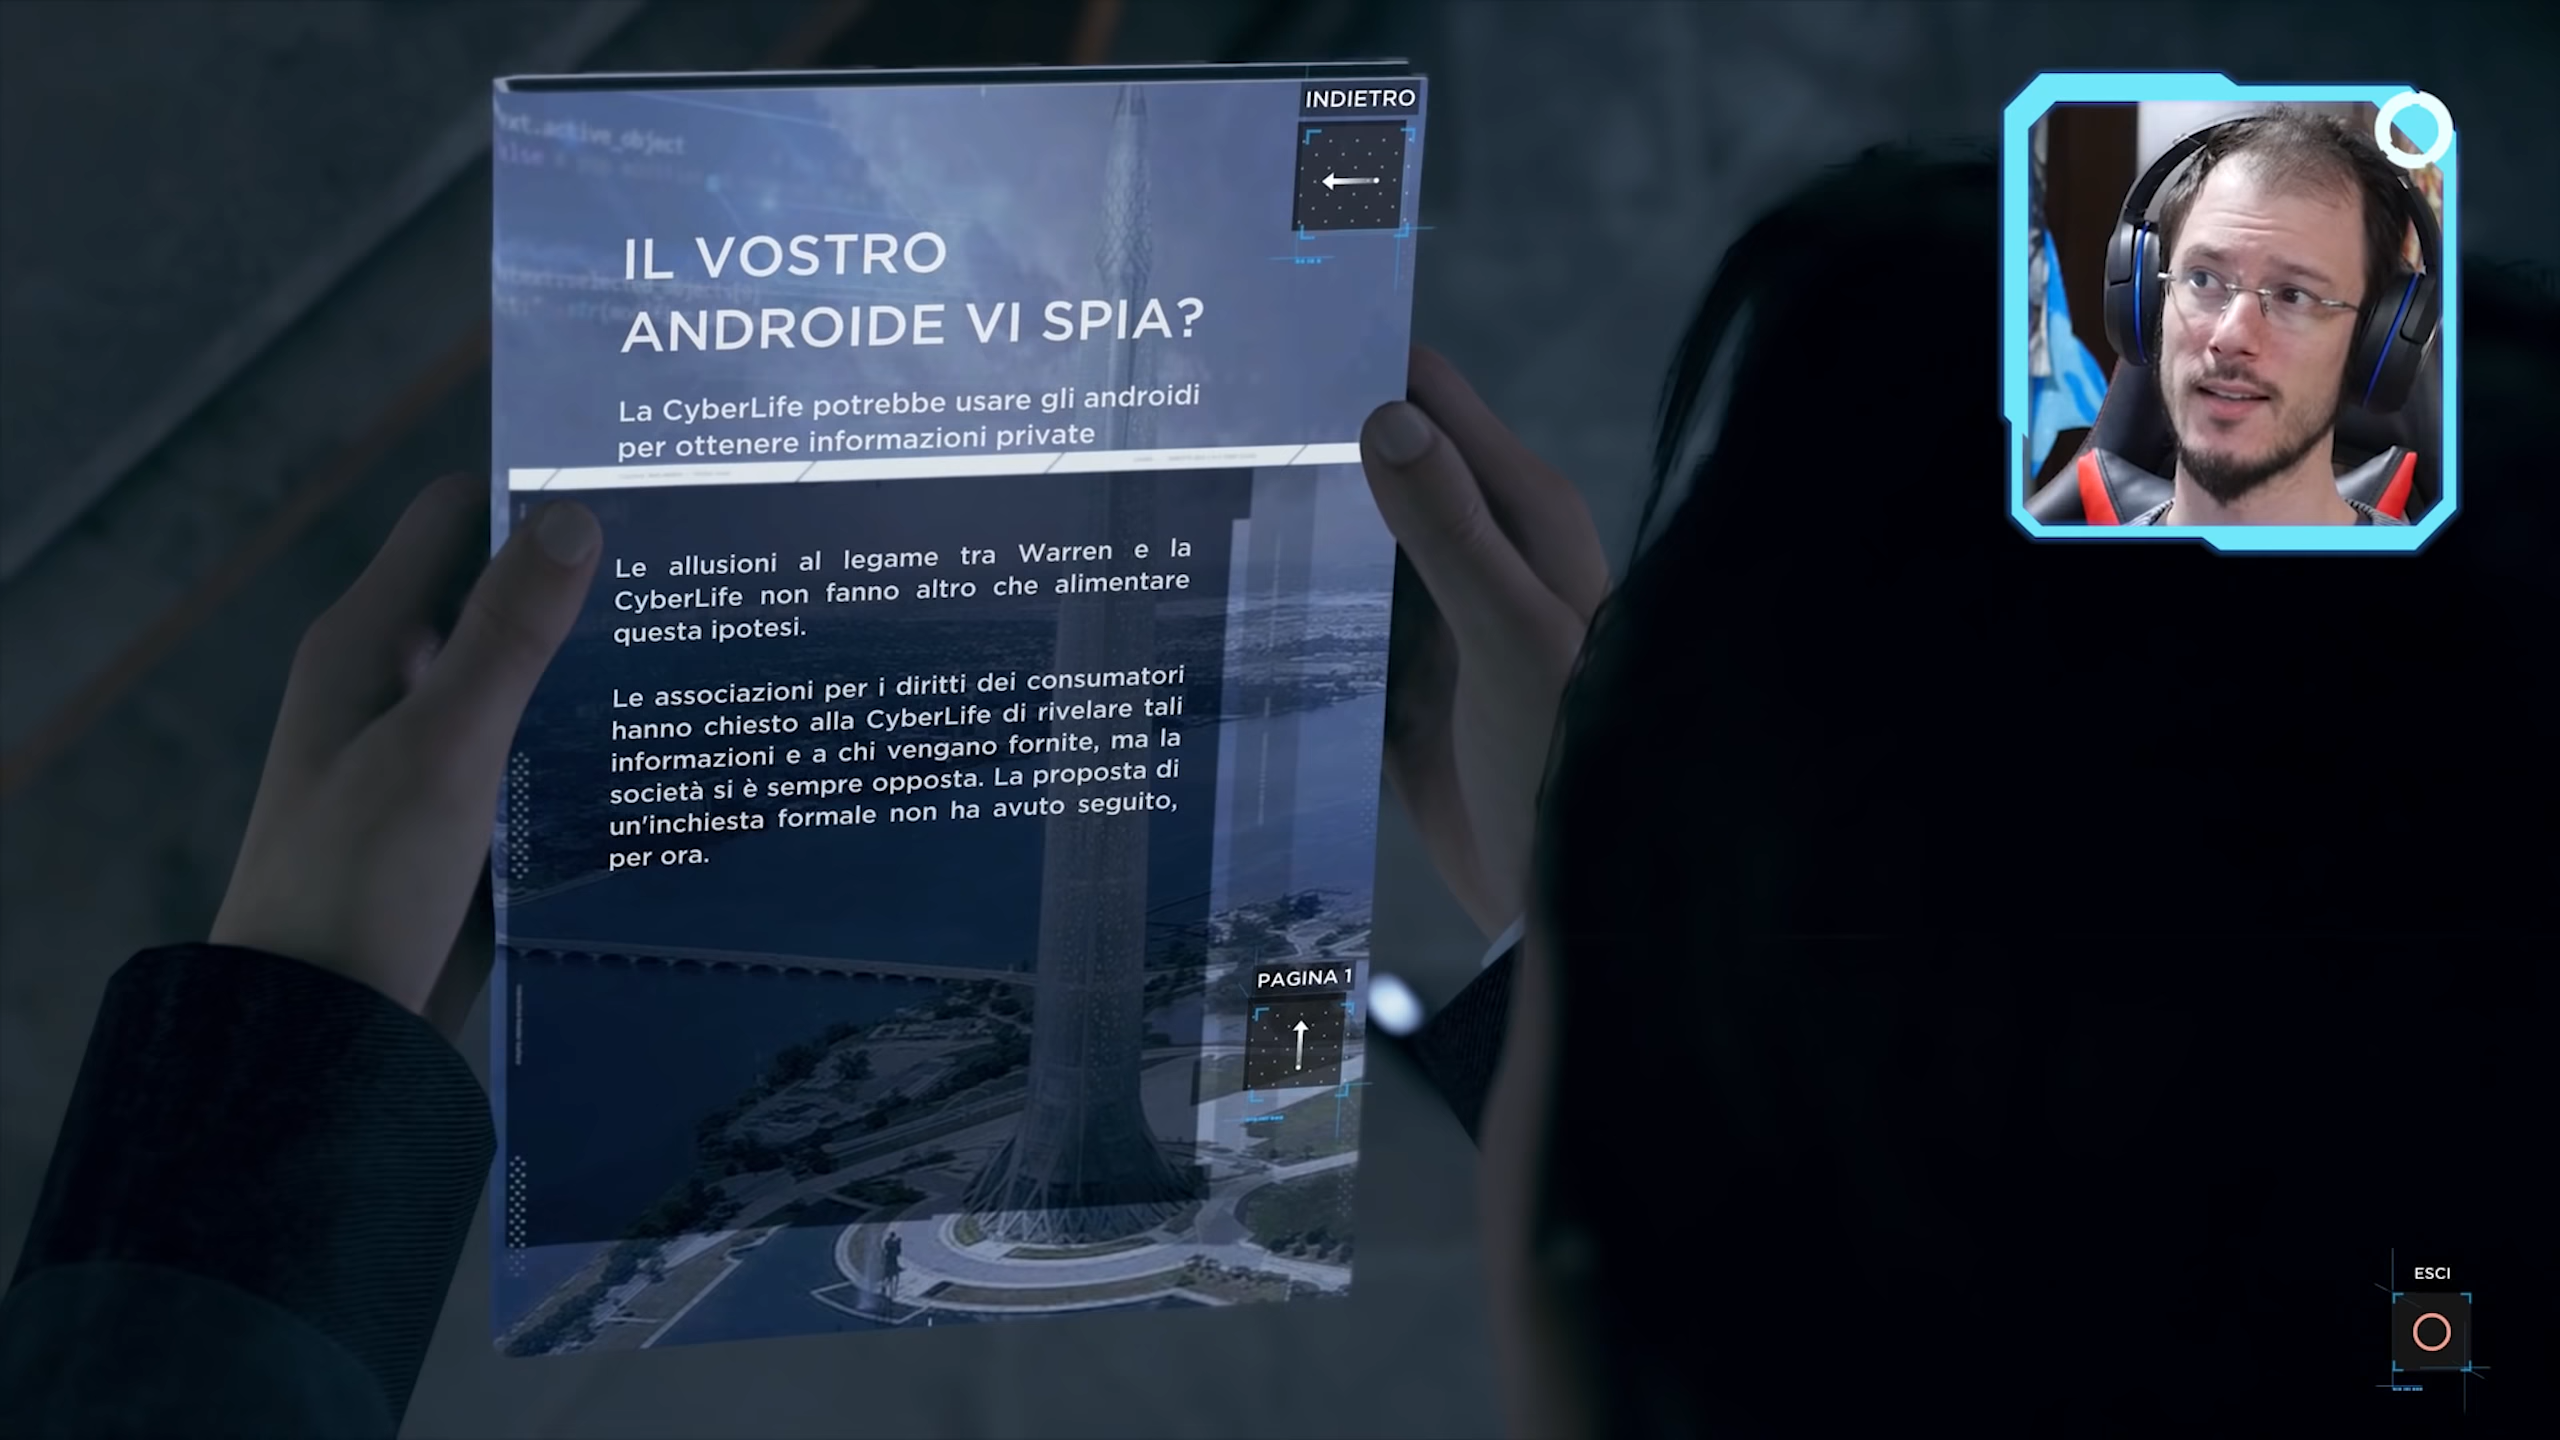 INDIETRO
IL VOSTRO
ANDROIDE VI SPIA?
La CyberLife potrebbe usare gli androidi
per ottenere informazioni private
Le allusioni al legame tra Warren e la
CyberLife non fanno altro che alimentare
questa ipotesi.
Le associazioni per i diritti dei consumatori
hanno chiesto alla CyberLife di rivelare tali
informazioni e a chi vengano fornite, ma la
società si è sempre opposta. La proposta di
un'inchiesta formale non ha avuto seguito,
per ora.
PAGINA 1
ESCI